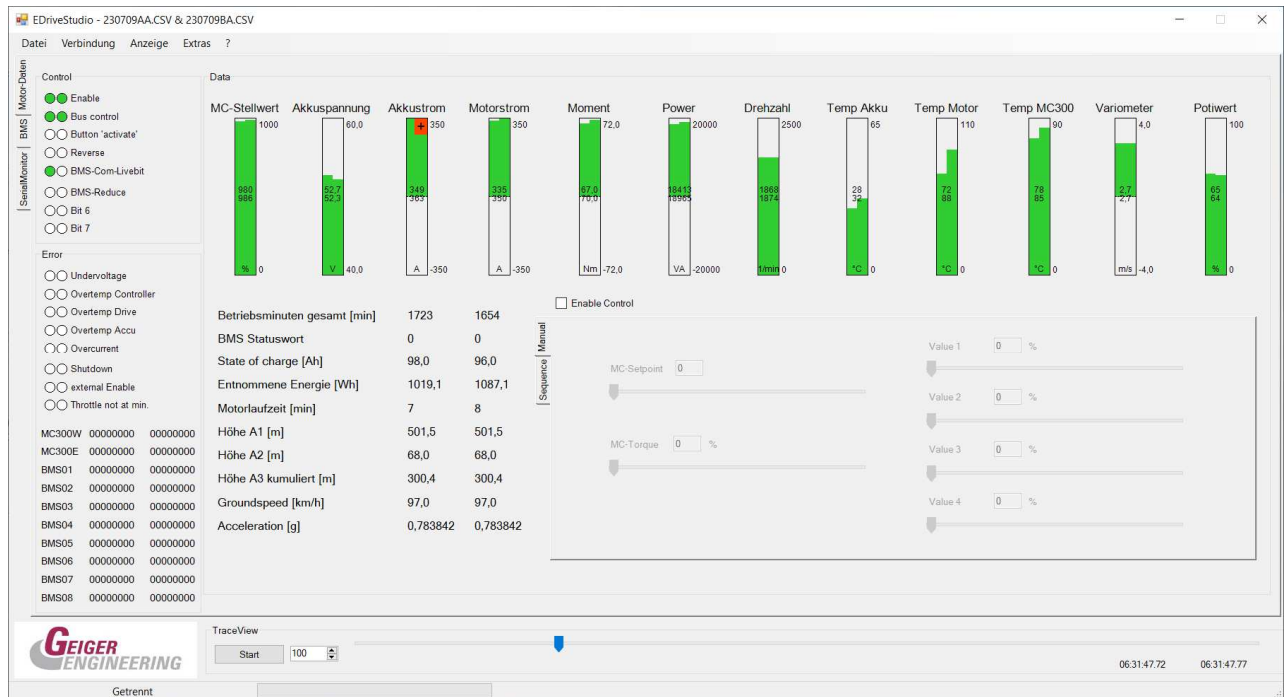 EDriveStudio - 230709AA.CSV & 230709BA.CSV
Datei Verbindung Anzeige Extras ?
Motor-Daten
BMS
SerialMonitor
Control
Enable
Bus control
Button 'activate'
Reverse
BMS-Com-Livebit
BMS-Reduce
Bit 6
Bit 7
Error
Undervoltage
Overtemp Controller
Overtemp Drive
Overtemp Accu
Overcurrent
Shutdown
external Enable
Throttle not at min.
MC300W 00000000 00000000
MC300E 00000000 00000000
BMS01 00000000 00000000
BMS02 00000000 00000000
BMS03 00000000 00000000
BMS04 00000000 00000000
BMS05 00000000 00000000
BMS06 00000000 00000000
BMS07 00000000 00000000
BMS08 00000000 00000000
Data
MC-Stellwert Akkuspannung Akkustrom Motorstrom Moment Power Drehzahl Temp Akku Temp Motor Temp MC300 Variometer Potiwert
1000 60,0 + 350 350 72,0 20000 2500 65 110 90 4,0 100
980 52,7 349 335 67,0 18413 1868 28 72 78 2,7 65
986 52,3 363 350 70,0 18965 1874 32 88 85 2,7 64
% 0 V 40,0 A -350 A -350 Nm -72,0 VA -20000 1/min 0 °C 0 °C 0 °C 0 m/s -4,0 % 0
Betriebsminuten gesamt [min] 1723 1654
BMS Statuswort 0 0
State of charge [Ah] 98,0 96,0
Entnommene Energie [Wh] 1019,1 1087,1
Motorlaufzeit [min] 7 8
Höhe A1 [m] 501,5 501,5
Höhe A2 [m] 68,0 68,0
Höhe A3 kumuliert [m] 300,4 300,4
Groundspeed [km/h] 97,0 97,0
Acceleration [g] 0,783842 0,783842
Enable Control
Manual
Sequence
MC-Setpoint 0
MC-Torque 0 %
Value 1 0 %
Value 2 0 %
Value 3 0 %
Value 4 0 %
GEIGER
ENGINEERING
TraceView
Start 100
06:31:47.72 06:31:47.77
Getrennt